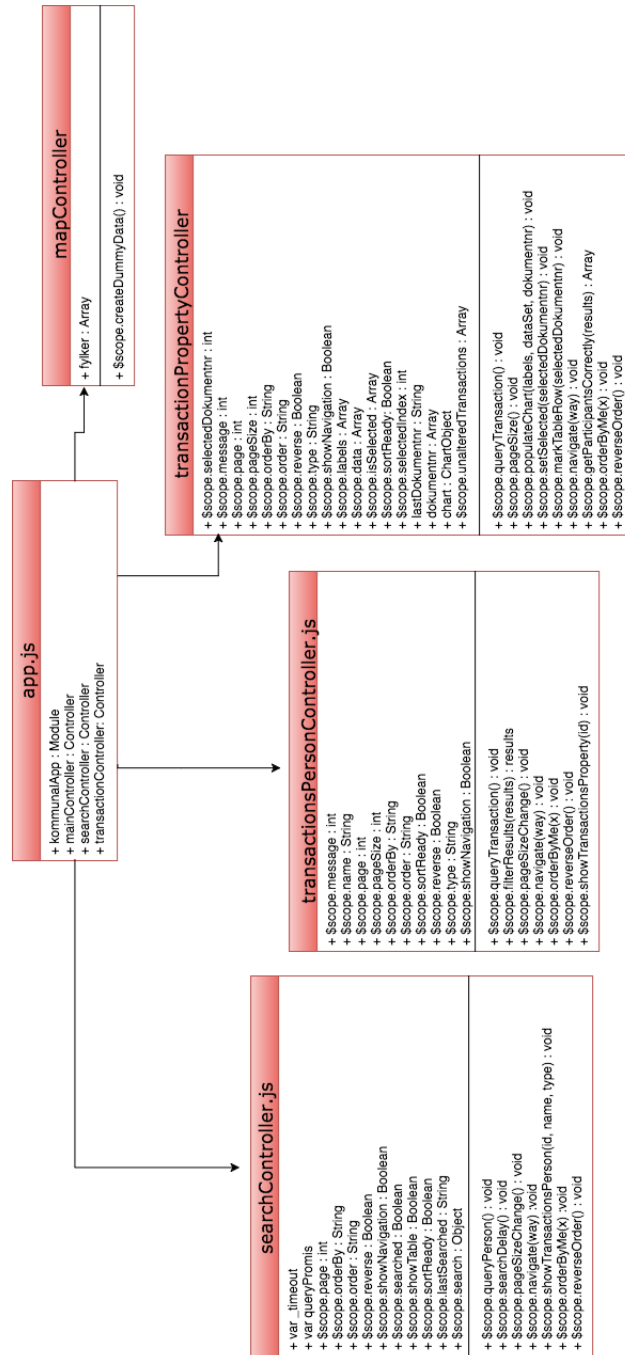 app.js
+ kommunalApp : Module
+ mainController : Controller
+ searchController : Controller
+ transactionController: Controller
searchController.js
+ var _timeout
+ var queryPromis
+ $scope.page : int
+ $scope.orderBy : String
+ $scope.order : String
+ $scope.reverse : Boolean
+ $scope.showNavigation : Boolean
+ $scope.searched : Boolean
+ $scope.showTable : Boolean
+ $scope.sortReady : Boolean
+ $scope.lastSearched : String
+ $scope.search : Object
+ $scope.queryPerson() : void
+ $scope.searchDelay() : void
+ $scope.pageSizeChange() : void
+ $scope.navigate(way) :void
+ $scope.showTransactionsPerson(id, name, type) : void
+ $scope.orderByMe(x) :void
+ $scope.reverseOrder() : void
transactionsPersonController.js
+ $scope.message : int
+ $scope.name : String
+ $scope.page : int
+ $scope.pageSize : int
+ $scope.orderBy : String
+ $scope.order : String
+ $scope.sortReady : Boolean
+ $scope.reverse : Boolean
+ $scope.type : String
+ $scope.showNavigation : Boolean
+ $scope.queryTransaction() : void
+ $scope.filterResults(results) : results
+ $scope.pageSizeChange() : void
+ $scope.navigate(way) : void
+ $scope.orderByMe(x) : void
+ $scope.reverseOrder() : void
+ $scope.showTransactionsProperty(id) : void
transactionPropertyController
+ $scope.selectedDokumentnr : int
+ $scope.message : int
+ $scope.page : int
+ $scope.pageSize : int
+ $scope.orderBy : String
+ $scope.order : String
+ $scope.reverse : Boolean
+ $scope.type : String
+ $scope.showNavigation : Boolean
+ $scope.labels : Array
+ $scope.data : Array
+ $scope.isSelected : Array
+ $scope.sortReady: Boolean
+ $scope.selectedIndex : int
+ lastDokumentnr : String
+ dokumentnr : Array
+ chart : ChartObject
+ $scope.unalteredTransactions : Array
+ $scope.queryTransaction() : void
+ $scope.pageSize() : void
+ $scope.populateChart(labels, dataSet, dokumentnr) : void
+ $scope.setSelected(selectedDokumentnr) : void
+ $scope.markTableRow(selectedDokumentnr) : void
+ $scope.navigate(way) : void
+ $scope.getParticipantsCorrectly(results) : Array
+ $scope.orderByMe(x) : void
+ $scope.reverseOrder() : void
mapController
+ fylker : Array
+ $scope.createDummyData() : void